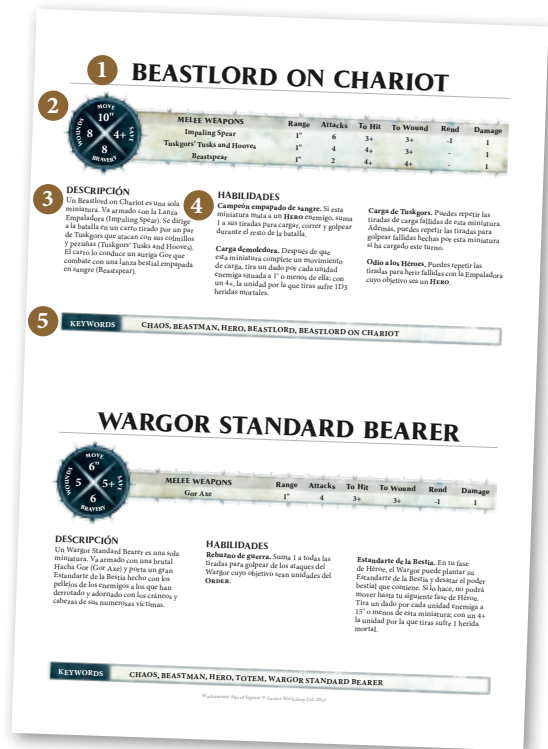 1 BEASTLORD ON CHARIOT
2
MOVE
10"
WOUNDS 8 4+ SAVE
8
BRAVERY
MELEE WEAPONS Range Attacks To Hit To Wound Rend Damage
Impaling Spear 1" 6 3+ 3+ -1 1
Tuskgors' Tusks and Hooves 1" 4 4+ 3+ - 1
Beastspear 1" 2 4+ 4+ - 1
3
DESCRIPCIÓN
Un Beastlord on Chariot es una sola
miniatura. Va armado con la Lanza
Empaladora (Impaling Spear). Se dirige
a la batalla en un carro tirado por un par
de Tuskgors que atacan con sus colmillos
y pezuñas (Tuskgors' Tusks and Hooves).
El carro lo conduce un auriga Gor que
combate con una lanza bestial empapada
en sangre (Beastspear).
4
HABILIDADES
Campeón empapado de sangre. Si esta
miniatura mata a un HERO enemigo, suma
1 a sus tiradas para cargar, correr y golpear
durante el resto de la batalla.
Carga demoledora. Después de que
esta miniatura complete un movimiento
de carga, tira un dado por cada unidad
enemiga situada a 1" o menos de ella; con
un 4+, la unidad por la que tiras sufre 1D3
heridas mortales.
Carga de Tuskgors. Puedes repetir las
tiradas de carga fallidas de esta miniatura.
Además, puedes repetir las tiradas para
golpear fallidas hechas por esta miniatura
si ha cargado este turno.
Odio a los Héroes. Puedes repetir las
tiradas para herir fallidas con la Empaladora
cuyo objetivo sea un HERO.
5
KEYWORDS CHAOS, BEASTMAN, HERO, BEASTLORD, BEASTLORD ON CHARIOT
WARGOR STANDARD BEARER
MOVE
6"
WOUNDS 5 5+ SAVE
6
BRAVERY
MELEE WEAPONS Range Attacks To Hit To Wound Rend Damage
Gor Axe 1" 4 3+ 3+ -1 1
DESCRIPCIÓN
Un Wargor Standard Bearer es una sola
miniatura. Va armado con una brutal
Hacha Gor (Gor Axe) y porta un gran
Estandarte de la Bestia hecho con los
pellejos de los enemigos a los que han
derrotado y adornado con los cráneos y
cabezas de sus numerosas víctimas.
HABILIDADES
Rebuzno de guerra. Suma 1 a todas las
tiradas para golpear de los ataques del
Wargor cuyo objetivo sean unidades del
ORDER.
Estandarte de la Bestia. En tu fase
de Héroe, el Wargor puede plantar su
Estandarte de la Bestia y desatar el poder
bestial que contiene. Si lo hace, no podrá
mover hasta tu siguiente fase de Héroe.
Tira un dado por cada unidad enemiga a
15" o menos de esta miniatura; con un 4+
la unidad por la que tiras sufre 1 herida
mortal.
KEYWORDS CHAOS, BEASTMAN, HERO, TOTEM, WARGOR STANDARD BEARER
Warhammer: Age of Sigmar © Games Workshop Ltd. 2017